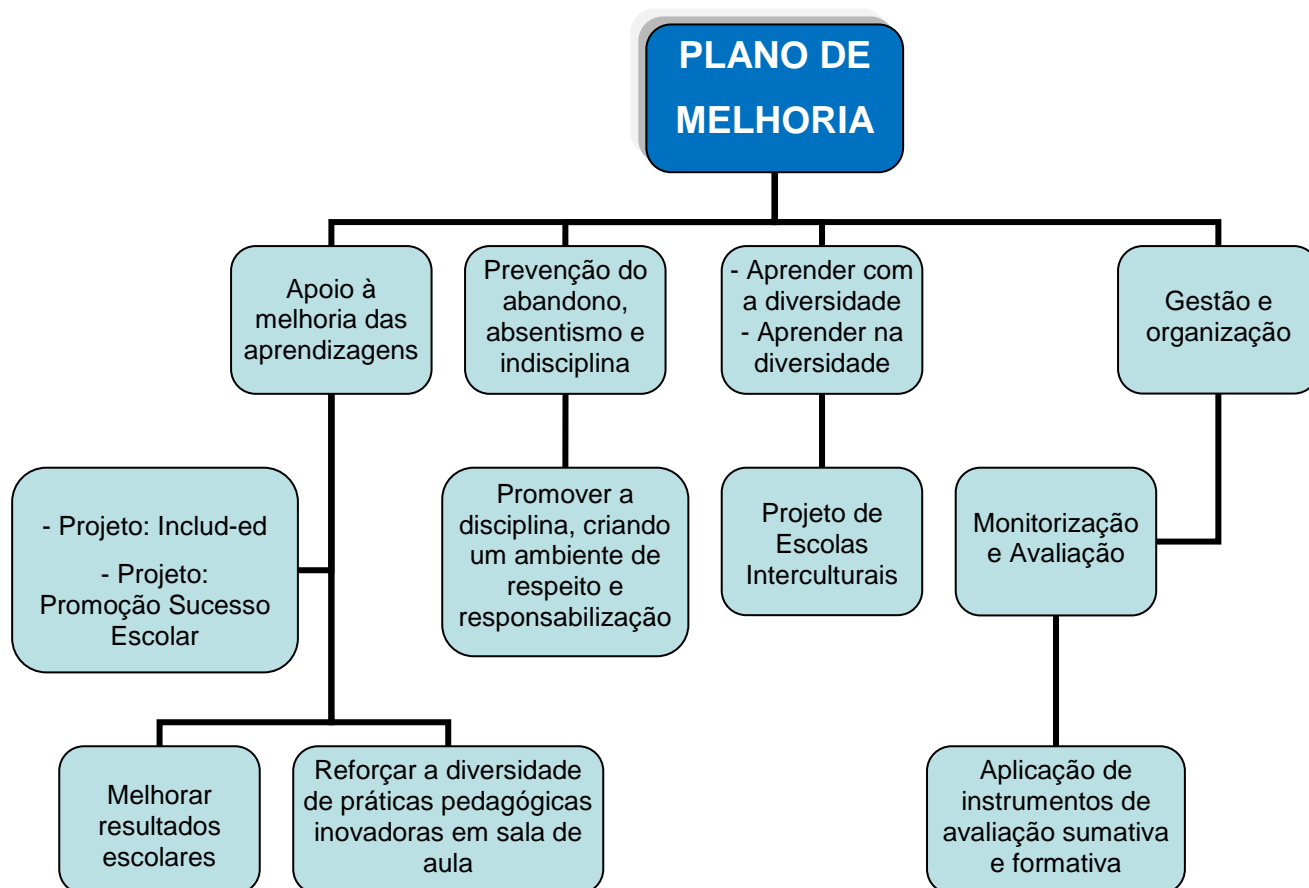 PLANO DE
MELHORIA
Apoio à
melhoria das
aprendizagens
Prevenção do
abandono,
absentismo e
indisciplina
- Aprender com
a diversidade
- Aprender na
diversidade
Gestão e
organização
- Projeto: Includ-ed
- Projeto:
Promoção Sucesso
Escolar
Promover a
disciplina, criando
um ambiente de
respeito e
responsabilização
Projeto de
Escolas
Interculturais
Monitorização
e Avaliação
Melhorar
resultados
escolares
Reforçar a diversidade
de práticas pedagógicas
inovadoras em sala de
aula
Aplicação de
instrumentos de
avaliação sumativa
e formativa